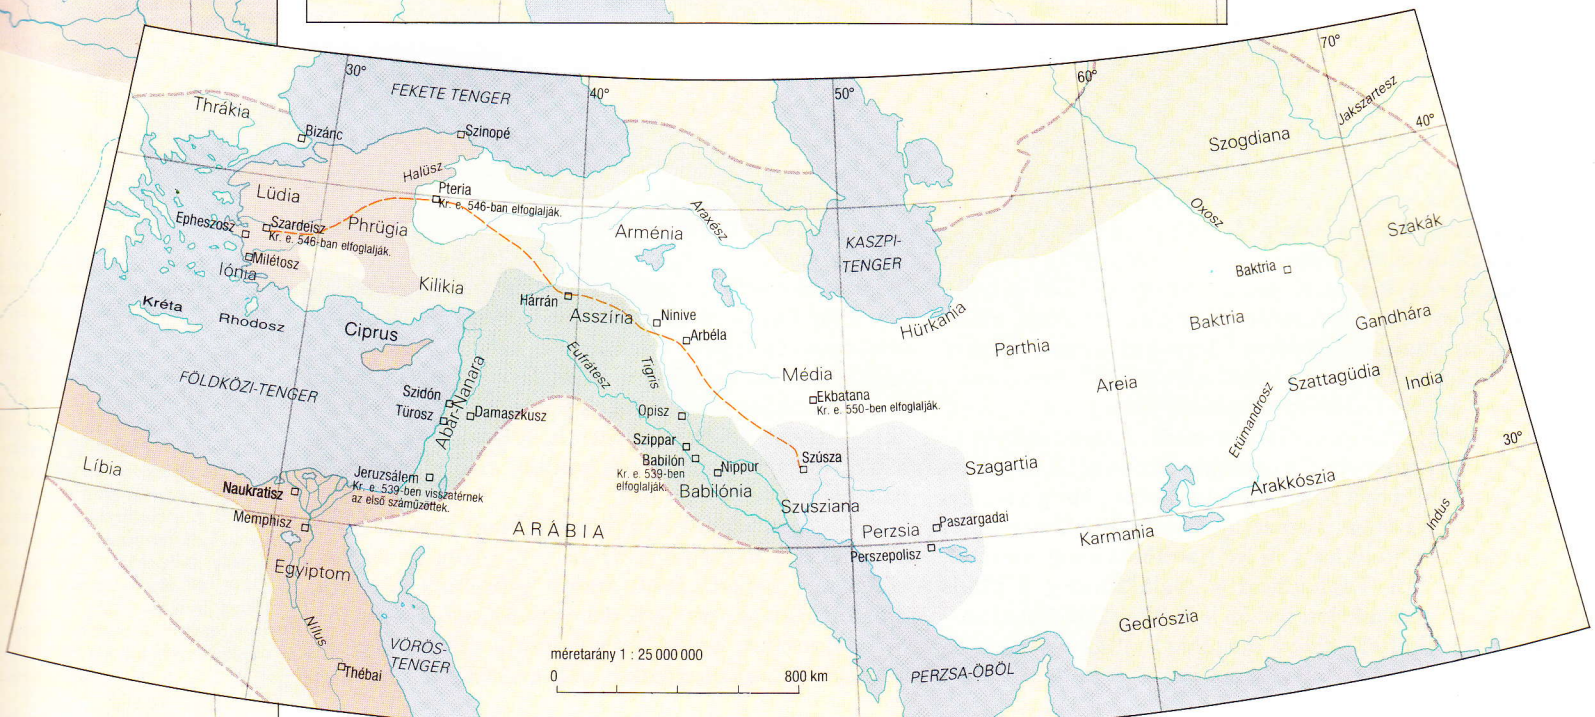 30°
40°
50°
60°
70°
40°
30°
FEKETE TENGER
Thrákia
Bizánc
Szinopé
Halüsz
Lüdia
Pteria
Kr. e. 546-ban elfoglalják.
Epheszosz
Szardeisz
Kr. e. 546-ban elfoglalják.
Phrügia
Milétosz
Iónia
Kilikia
Kréta
Rhodosz
Ciprus
FÖLDKÖZI-TENGER
Arménia
Araxész
KASZPI-
TENGER
Hárrán
Asszíria
Ninive
Arbéla
Eufrátesz
Tigris
Abar-Nanara
Szidón
Türosz
Damaszkusz
Jeruzsálem
Kr. e. 539-ben visszatérnek
az első száműzöttek.
Média
Ekbatana
Kr. e. 550-ben elfoglalják.
Opisz
Szippar
Babilón
Kr. e. 539-ben
elfoglalják.
Nippur
Babilónia
Szúsza
Szusziana
Líbia
Naukratisz
Memphisz
Egyiptom
Nílus
Thébai
VÖRÖS-
TENGER
ARÁBIA
Perzsia
Paszargadai
Perszepolisz
PERZSA-ÖBÖL
Hürkánia
Parthia
Szagartia
Karmania
Gedrószia
Areia
Szogdiana
Jakszartesz
Oxosz
Szakák
Baktria
Baktria
Gandhára
Szattagüdia
India
Etümandrosz
Arakkószia
Indus
méretarány 1 : 25 000 000
0
800 km